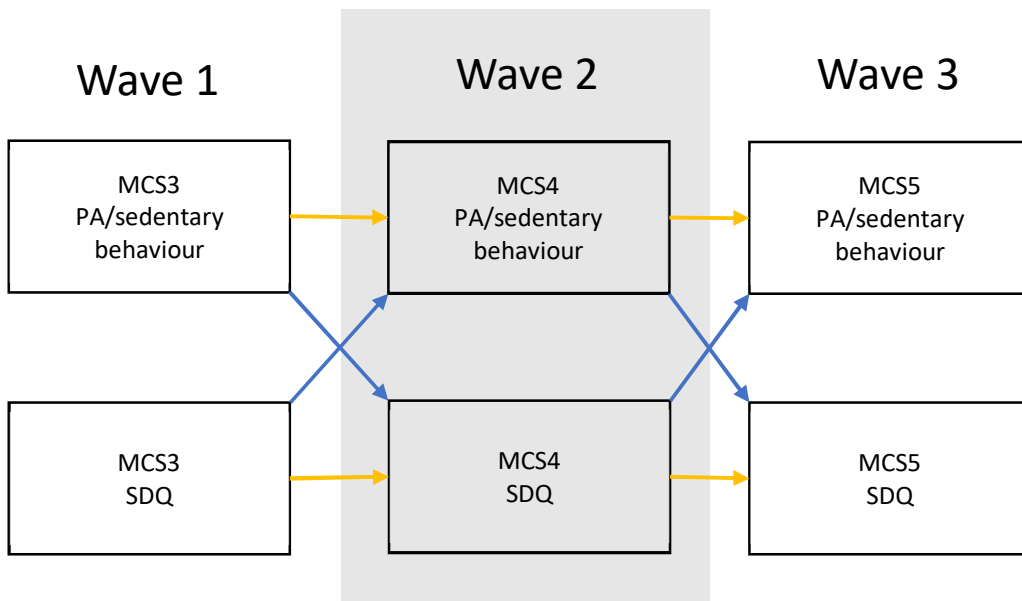 Wave 1
Wave 2
Wave 3
MCS3
PA/sedentary
behaviour
MCS4
PA/sedentary
behaviour
MCS5
PA/sedentary
behaviour
MCS3
SDQ
MCS4
SDQ
MCS5
SDQ